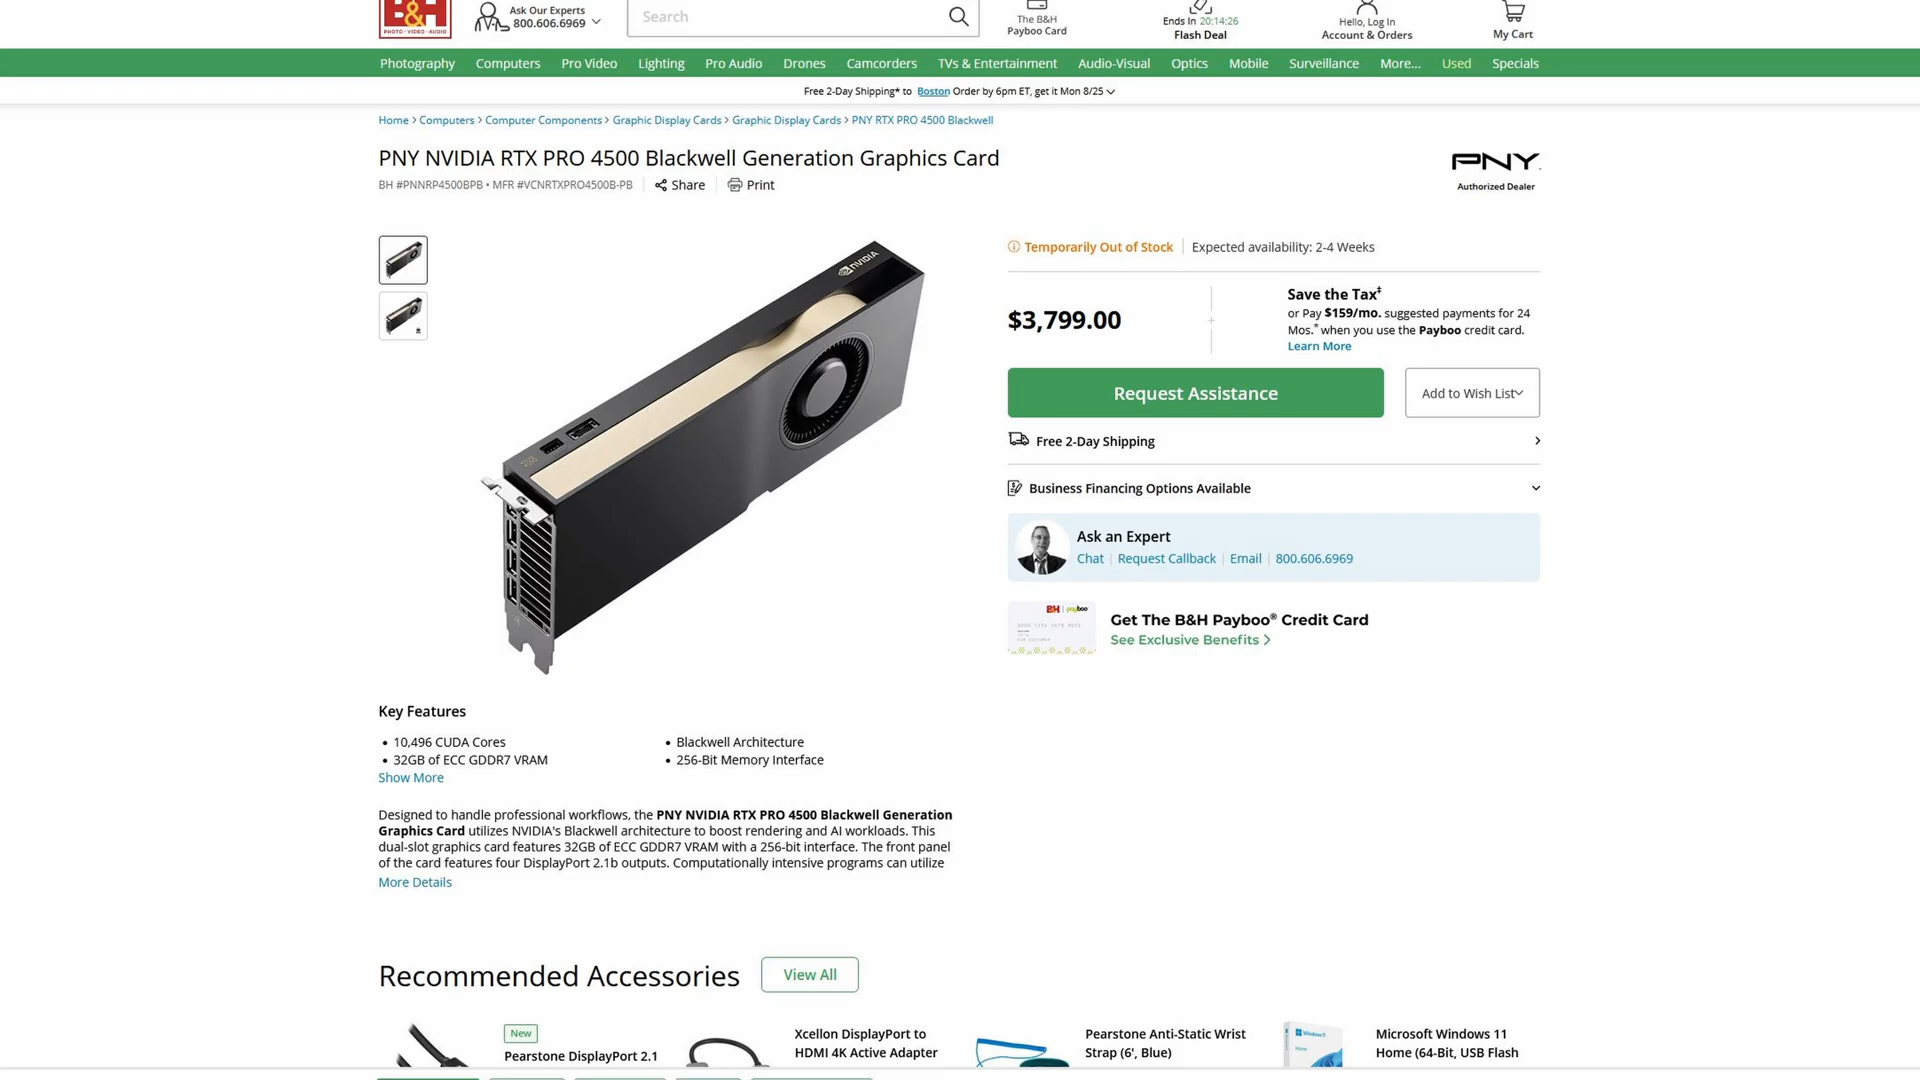 B&H
PHOTO - VIDEO - AUDIO
Ask Our Experts
800.606.6969
Search
The B&H
Payboo Card
Ends In 20:14:26
Flash Deal
Hello, Log In
Account & Orders
My Cart
Photography Computers Pro Video Lighting Pro Audio Drones Camcorders TVs & Entertainment Audio-Visual Optics Mobile Surveillance More... Used Specials
Free 2-Day Shipping* to Boston Order by 6pm ET, get it Mon 8/25
Home > Computers > Computer Components > Graphic Display Cards > Graphic Display Cards > PNY RTX PRO 4500 Blackwell
PNY NVIDIA RTX PRO 4500 Blackwell Generation Graphics Card
BH #PNNRP4500BPB • MFR #VCNRTXPRO4500B-PB Share Print
PNY
Authorized Dealer
NVIDIA
Temporarily Out of Stock Expected availability: 2-4 Weeks
$3,799.00
Save the Tax‡
or Pay $159/mo. suggested payments for 24
Mos.* when you use the Payboo credit card.
Learn More
Request Assistance
Add to Wish List
Free 2-Day Shipping
Business Financing Options Available
Ask an Expert
Chat | Request Callback | Email | 800.606.6969
B&H payboo
Get The B&H Payboo® Credit Card
See Exclusive Benefits >
Key Features
• 10,496 CUDA Cores
• 32GB of ECC GDDR7 VRAM
• Blackwell Architecture
• 256-Bit Memory Interface
Show More
Designed to handle professional workflows, the PNY NVIDIA RTX PRO 4500 Blackwell Generation
Graphics Card utilizes NVIDIA's Blackwell architecture to boost rendering and AI workloads. This
dual-slot graphics card features 32GB of ECC GDDR7 VRAM with a 256-bit interface. The front panel
of the card features four DisplayPort 2.1b outputs. Computationally intensive programs can utilize
More Details
Recommended Accessories
View All
New
Pearstone DisplayPort 2.1
Xcellon DisplayPort to
HDMI 4K Active Adapter
Pearstone Anti-Static Wrist
Strap (6', Blue)
Windows 11
Microsoft Windows 11
Home (64-Bit, USB Flash